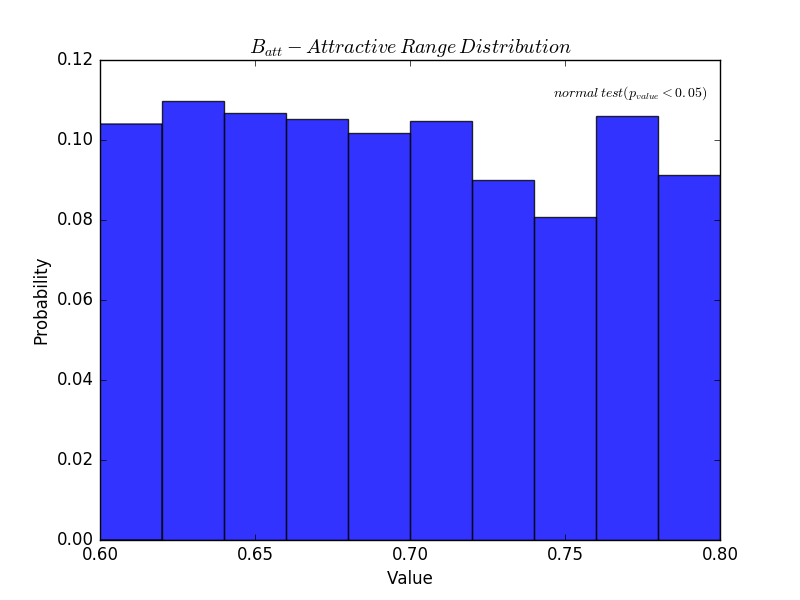 B_att − Attractive Range Distribution
normal test(p_value < 0.05)
0.12
0.10
0.08
0.06
0.04
0.02
0.00
Probability
0.60 0.65 0.70 0.75 0.80
Value